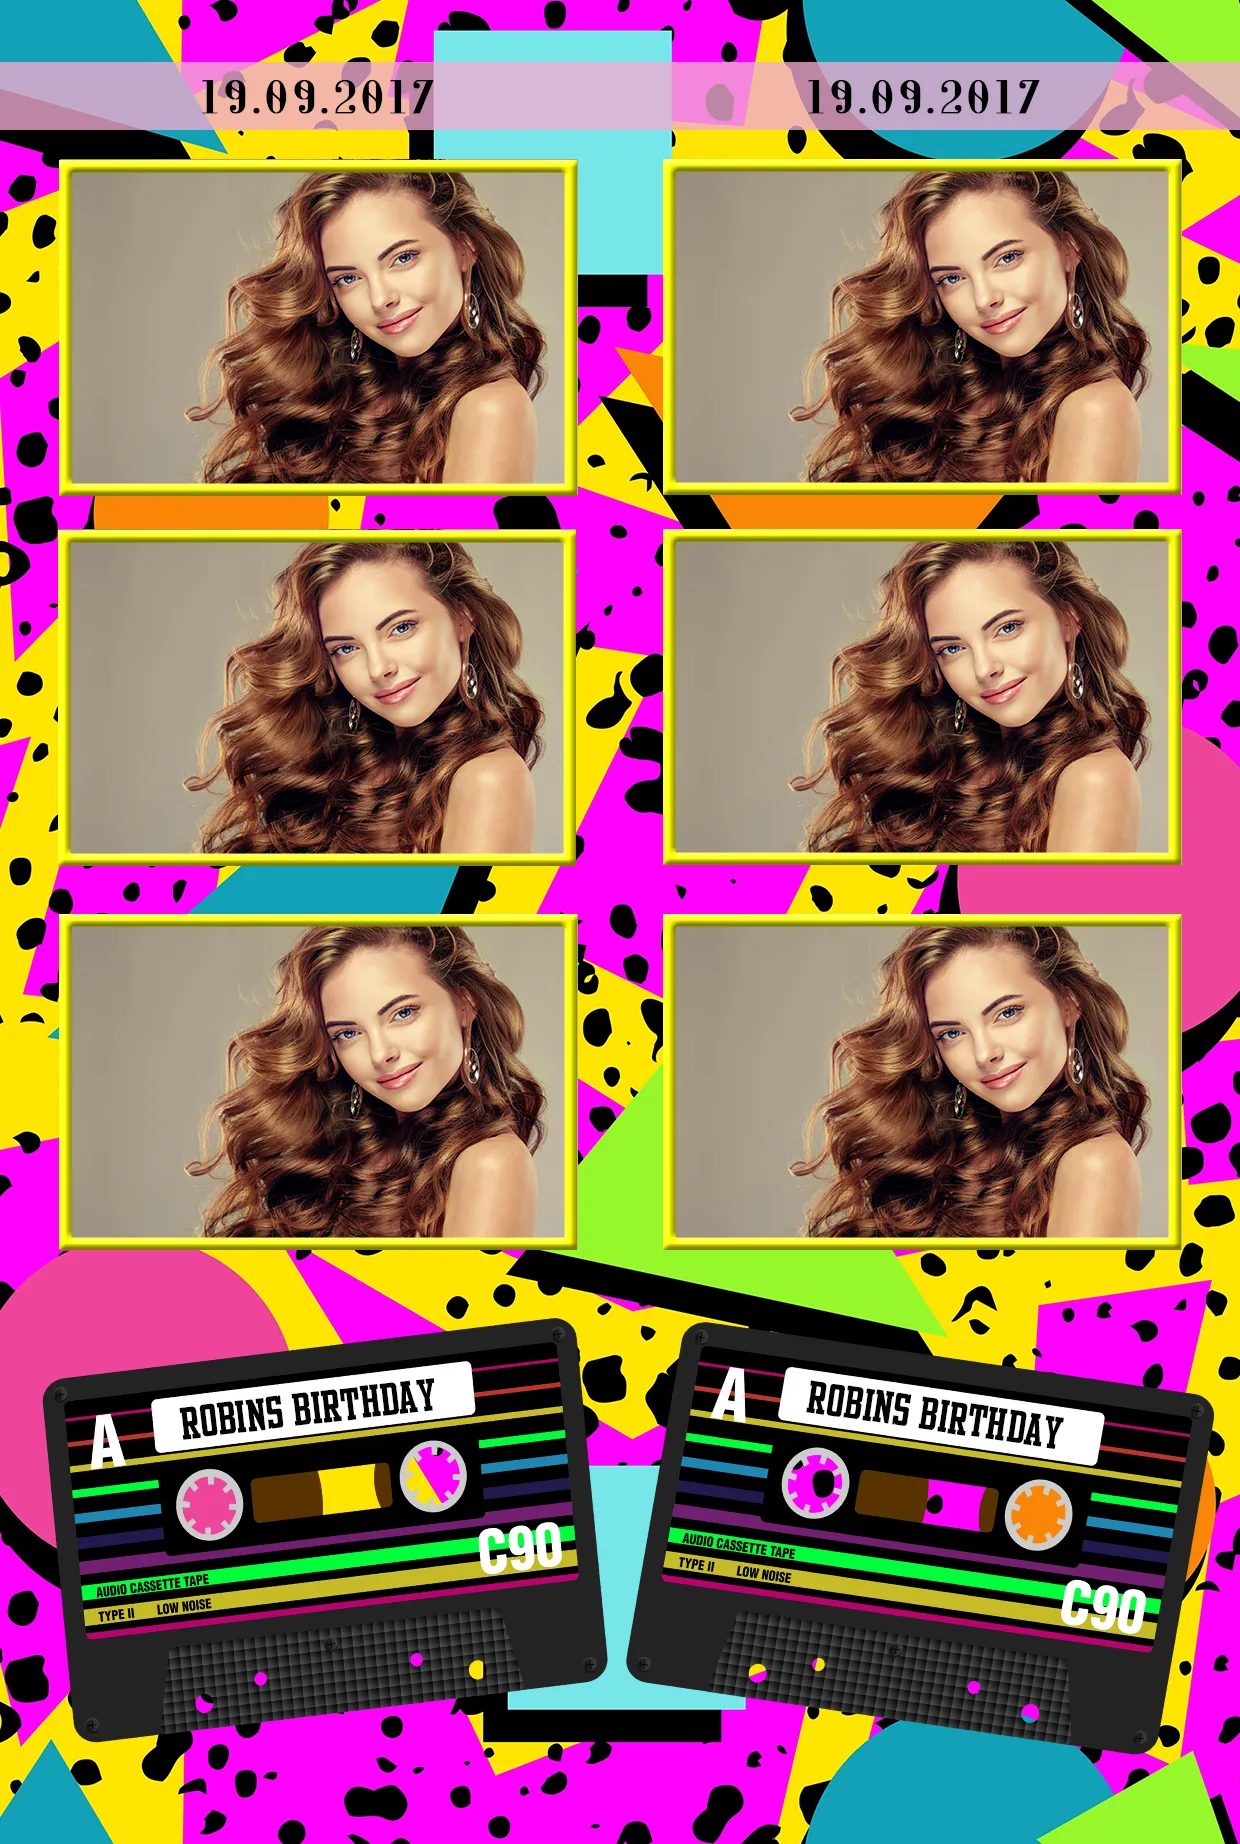 19.09.2017
19.09.2017
A
ROBINS BIRTHDAY
C90
AUDIO CASSETTE TAPE
TYPE II LOW NOISE
A
ROBINS BIRTHDAY
AUDIO CASSETTE TAPE
TYPE II LOW NOISE
C90